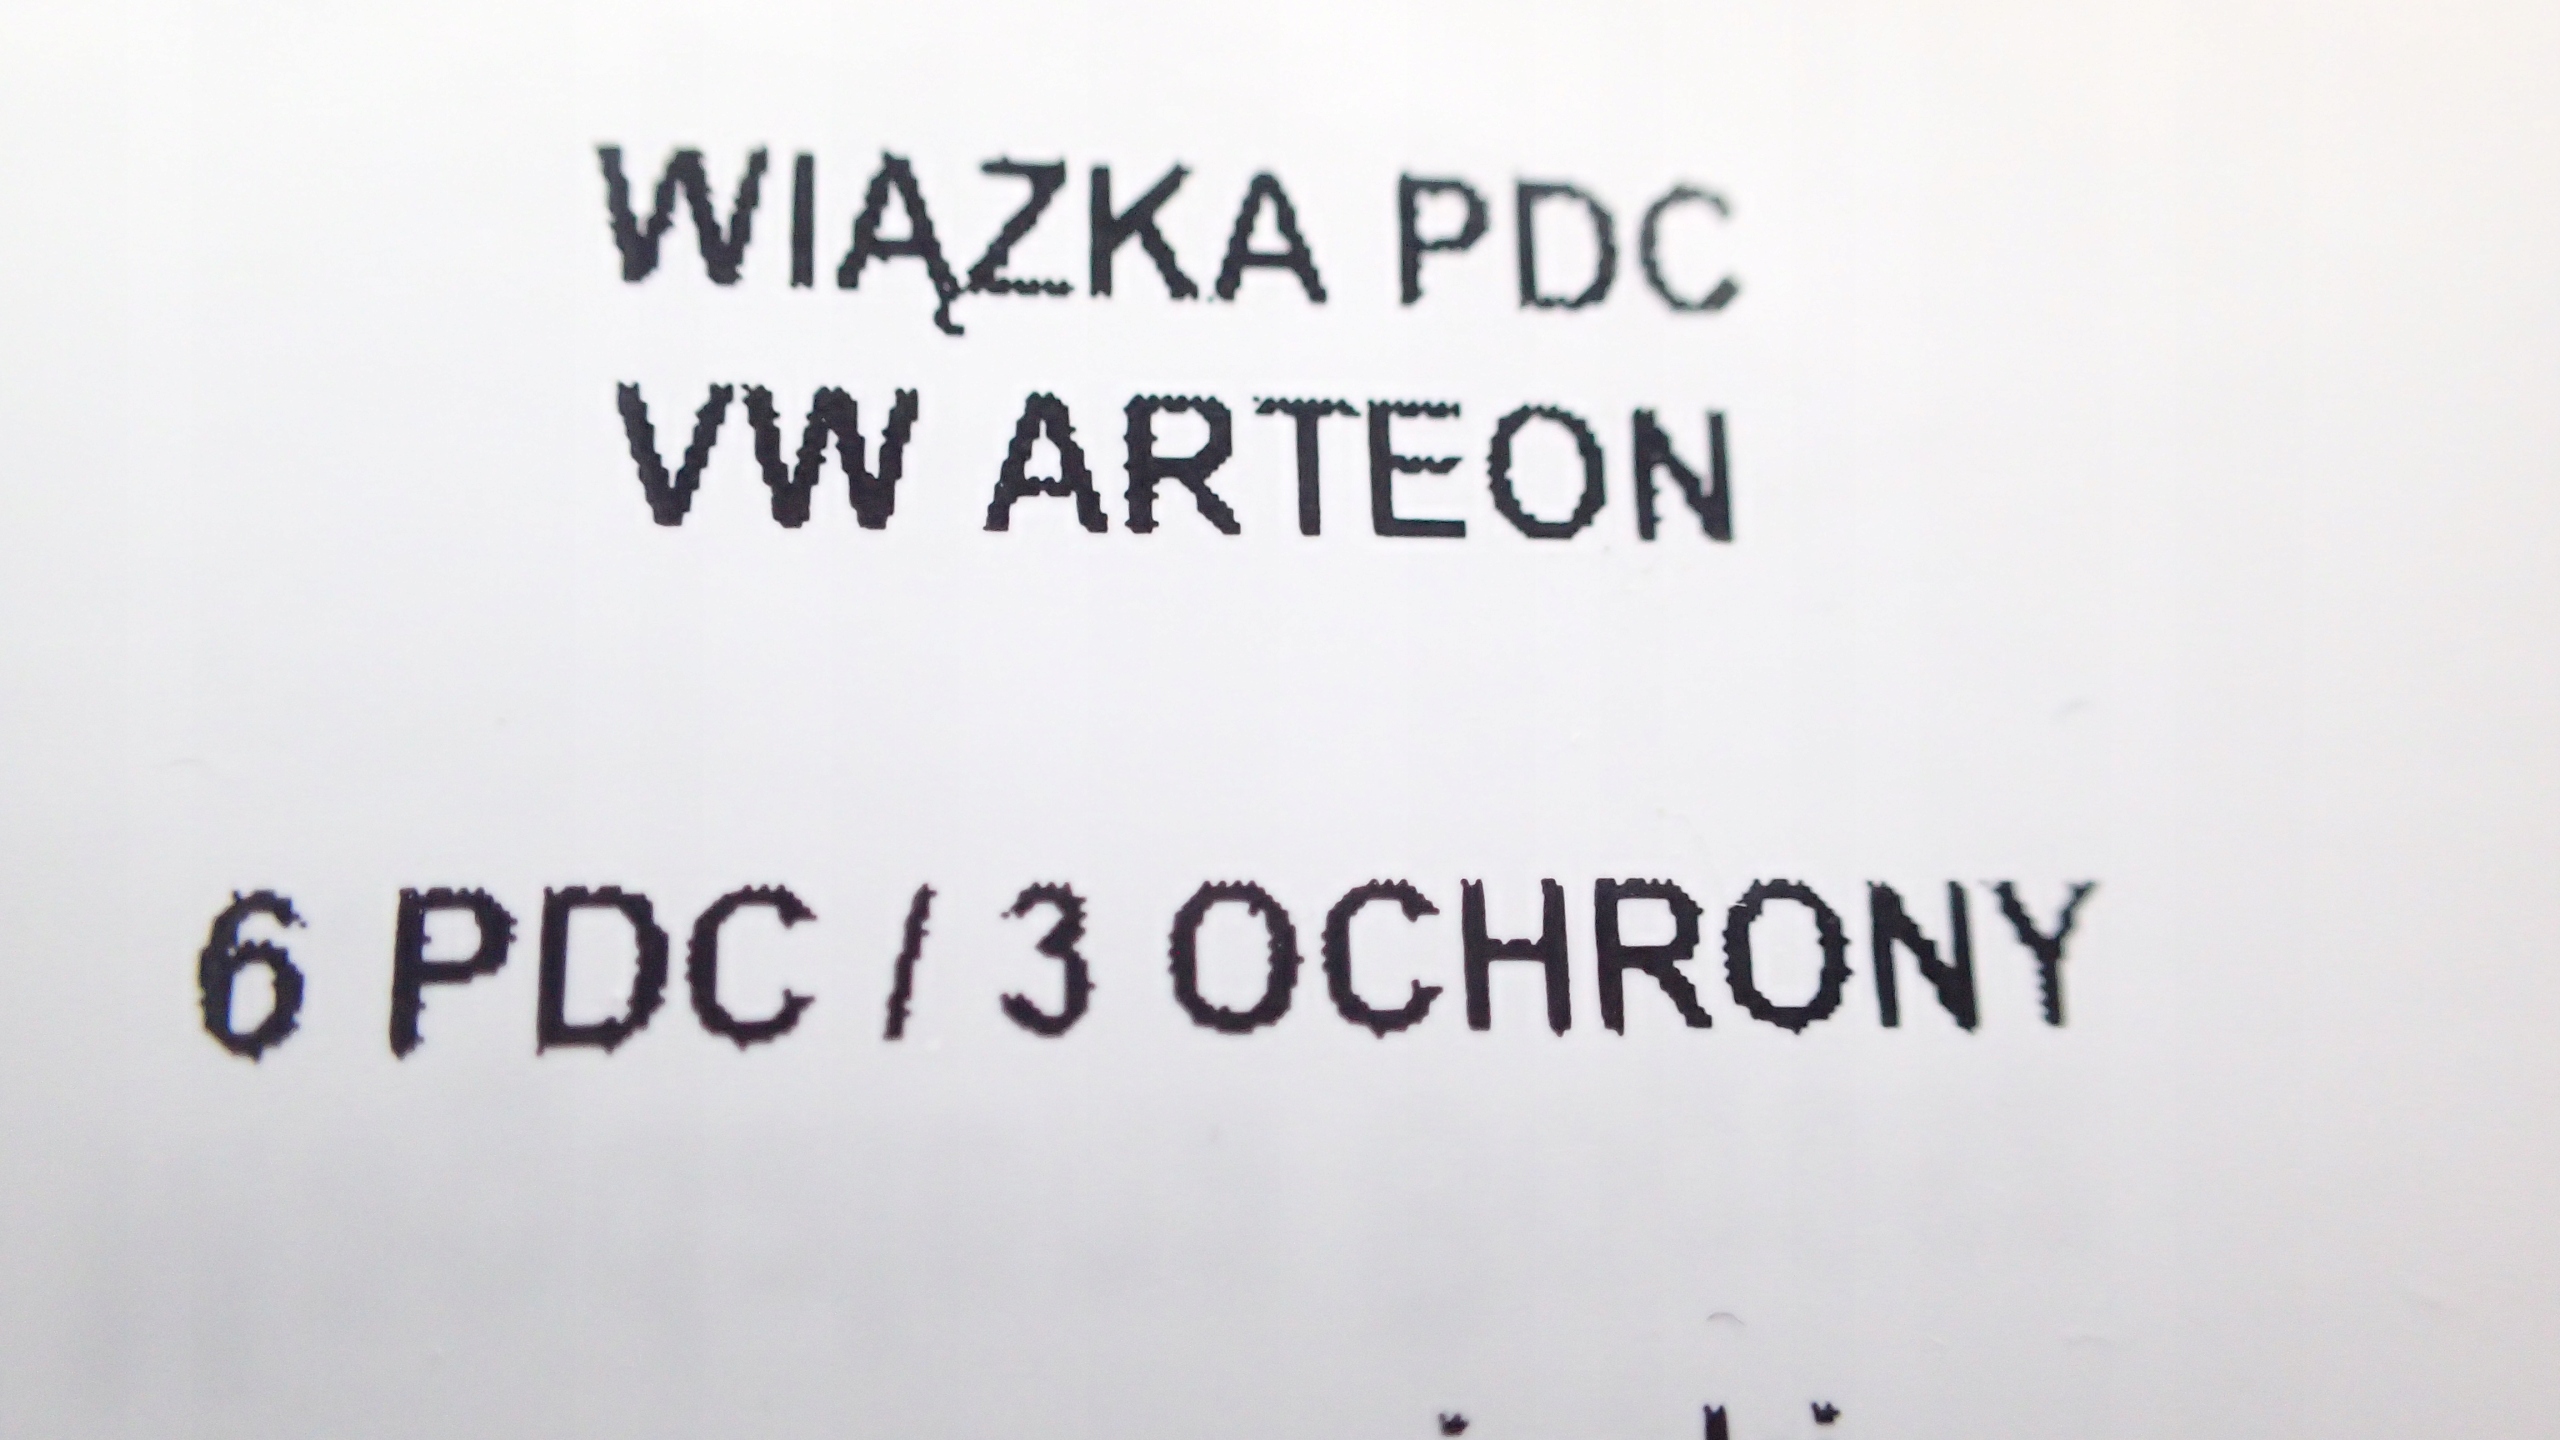 WIĄZKA PDC
VW ARTEON
6 PDC / 3 OCHRONY